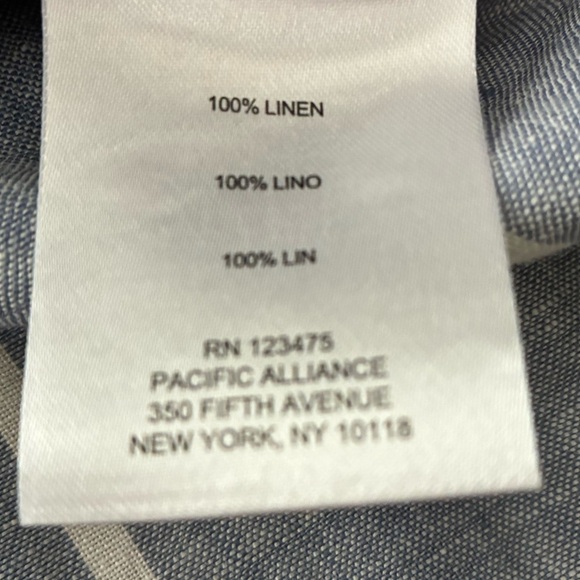 100% LINEN
100% LINO
100% LIN
RN 123475
PACIFIC ALLIANCE
350 FIFTH AVENUE
NEW YORK, NY 10118